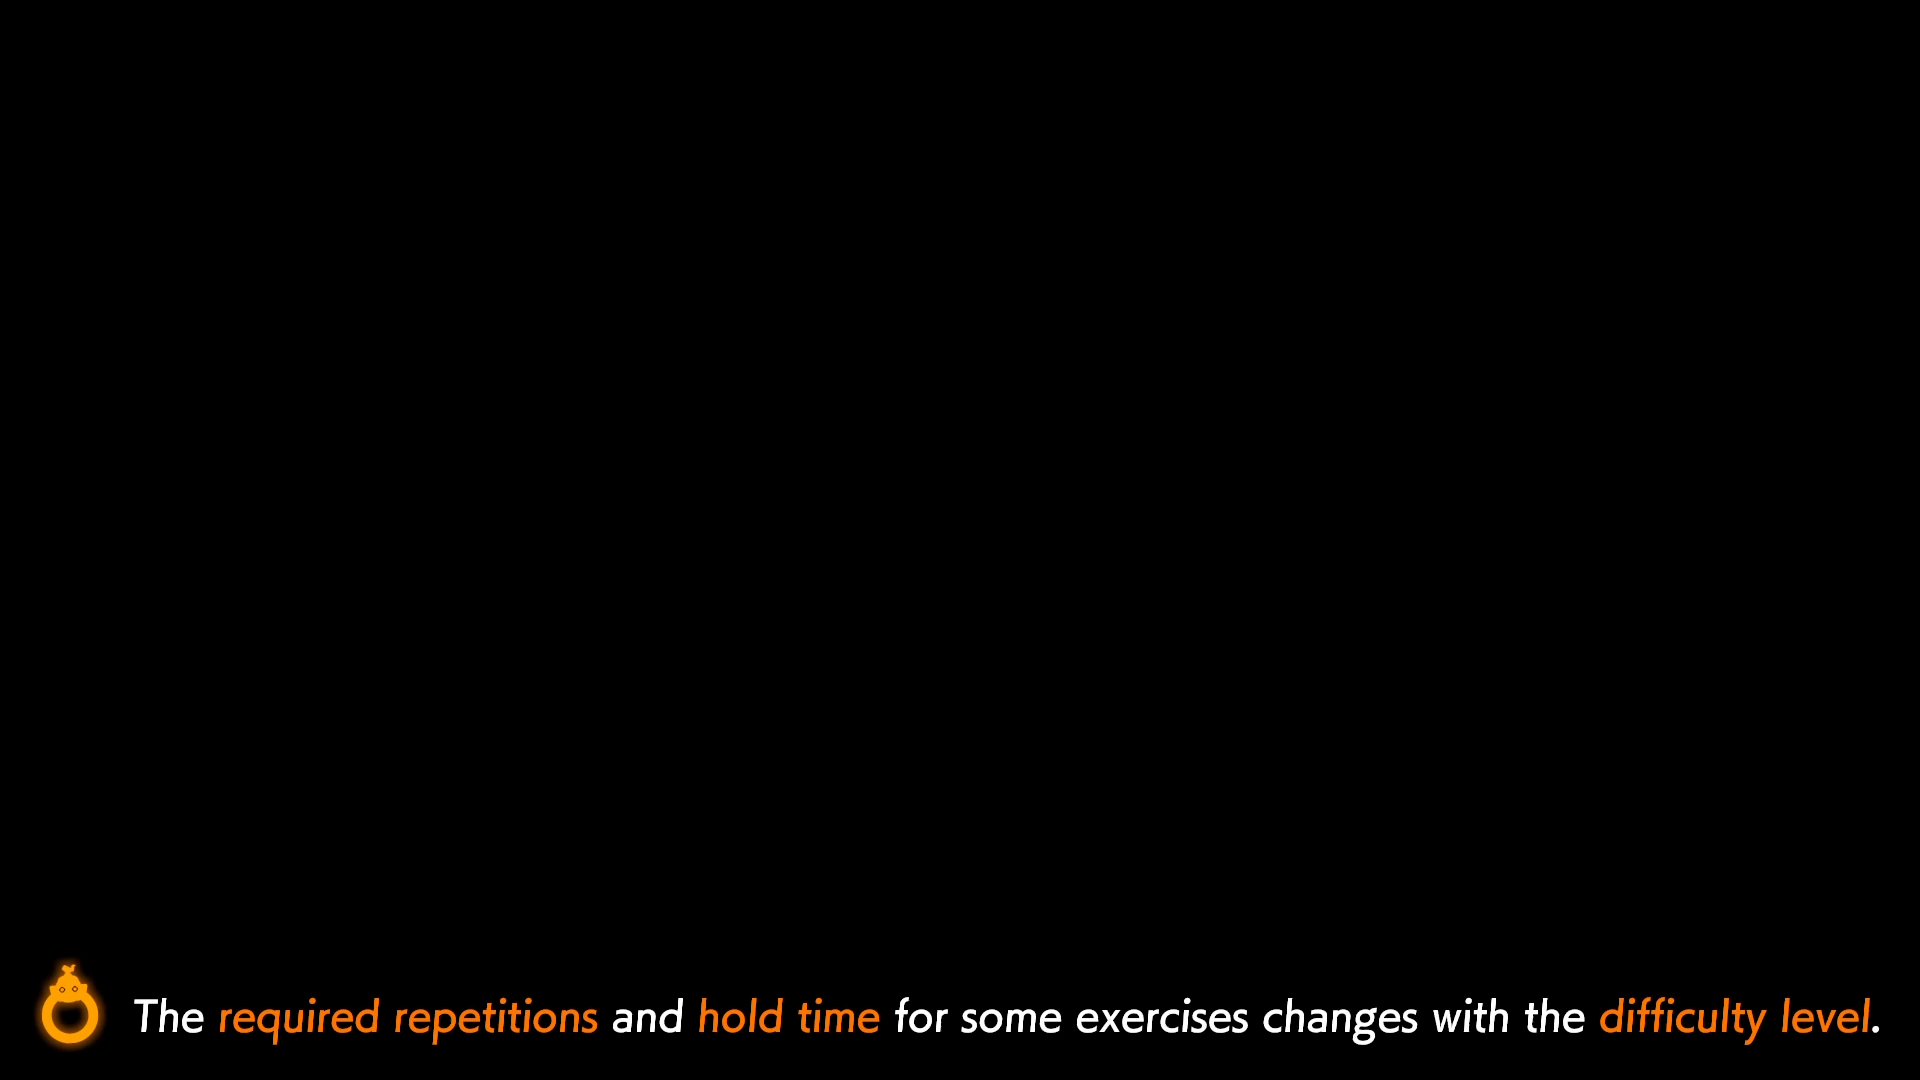 The required repetitions and hold time for some exercises changes with the difficulty level.